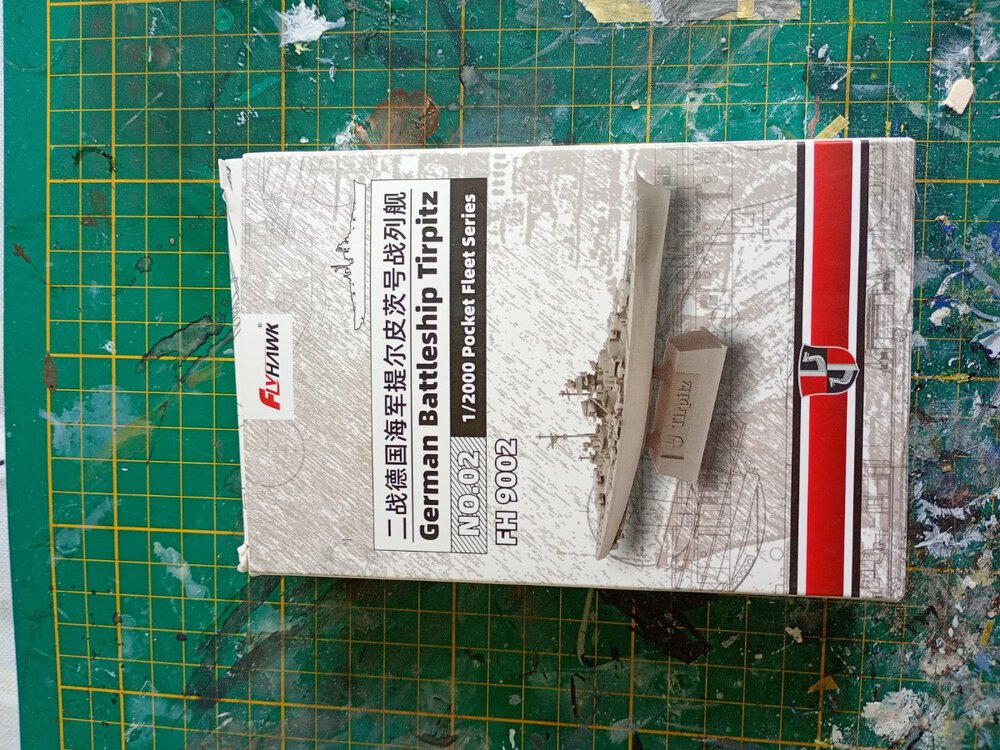 FLYHAWK®
二战德国海军提尔皮茨号战列舰
German Battleship Tirpitz
NO.02 1/2000 Pocket Fleet Series
FH 9002
Tirpitz